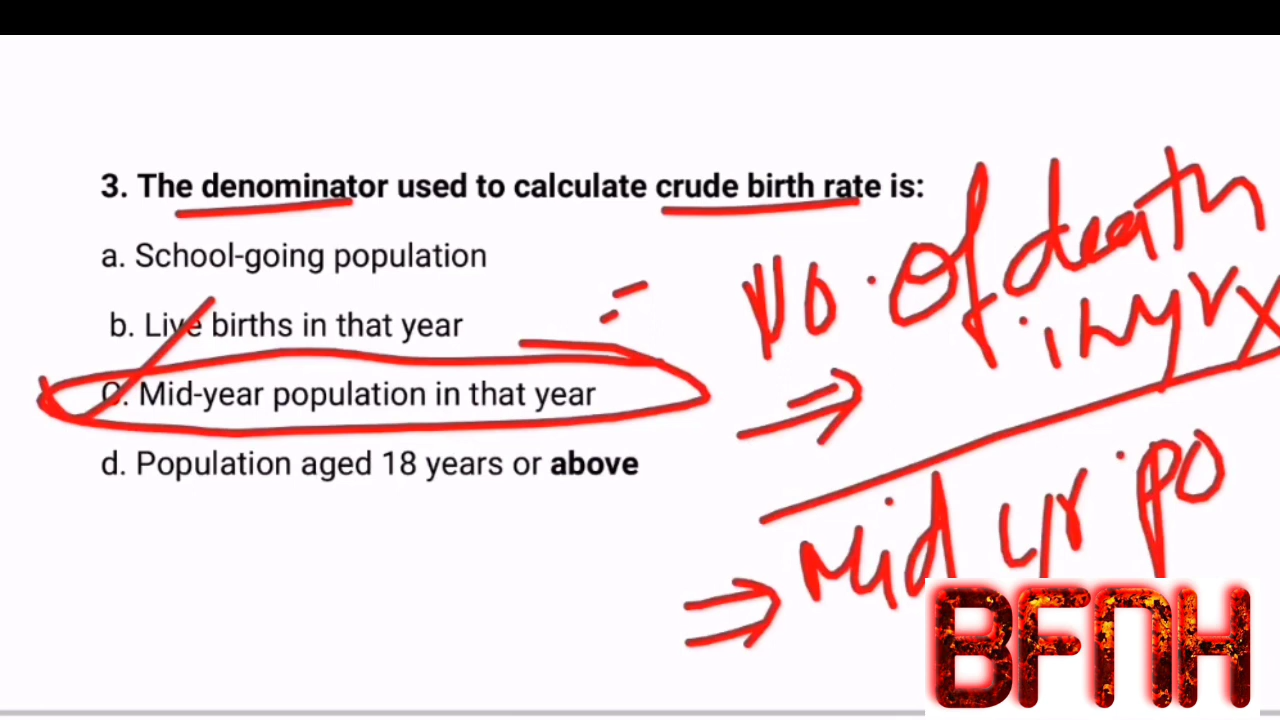 3. The denominator used to calculate crude birth rate is:
a. School-going population
b. Live births in that year
C. Mid-year population in that year
d. Population aged 18 years or above
No. of death
in yr x
Mid yr po
BFNH